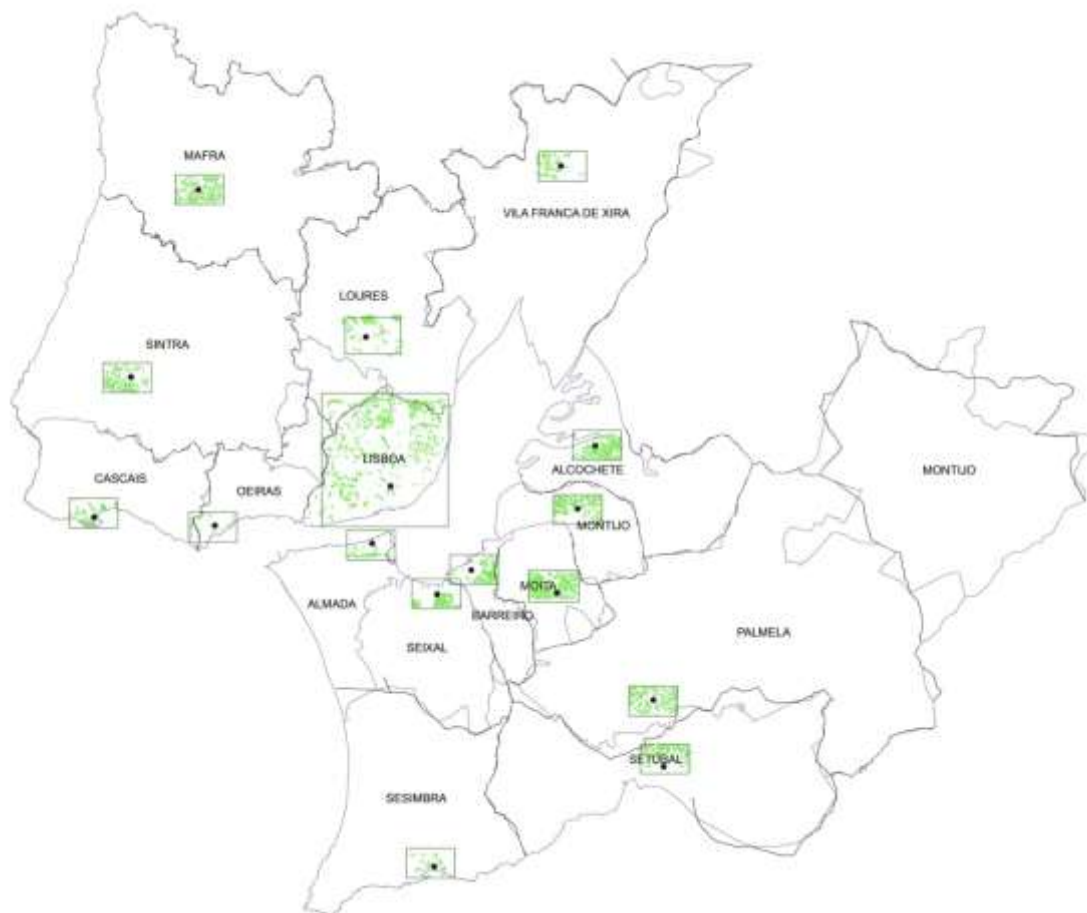 MAFRA
VILA FRANCA DE XIRA
LOURES
SINTRA
LISBOA
CASCAIS
OEIRAS
ALCOCHETE
MONTIJO
MONTIJO
MOITA
ALMADA
BARREIRO
SEIXAL
PALMELA
SETÚBAL
SESIMBRA